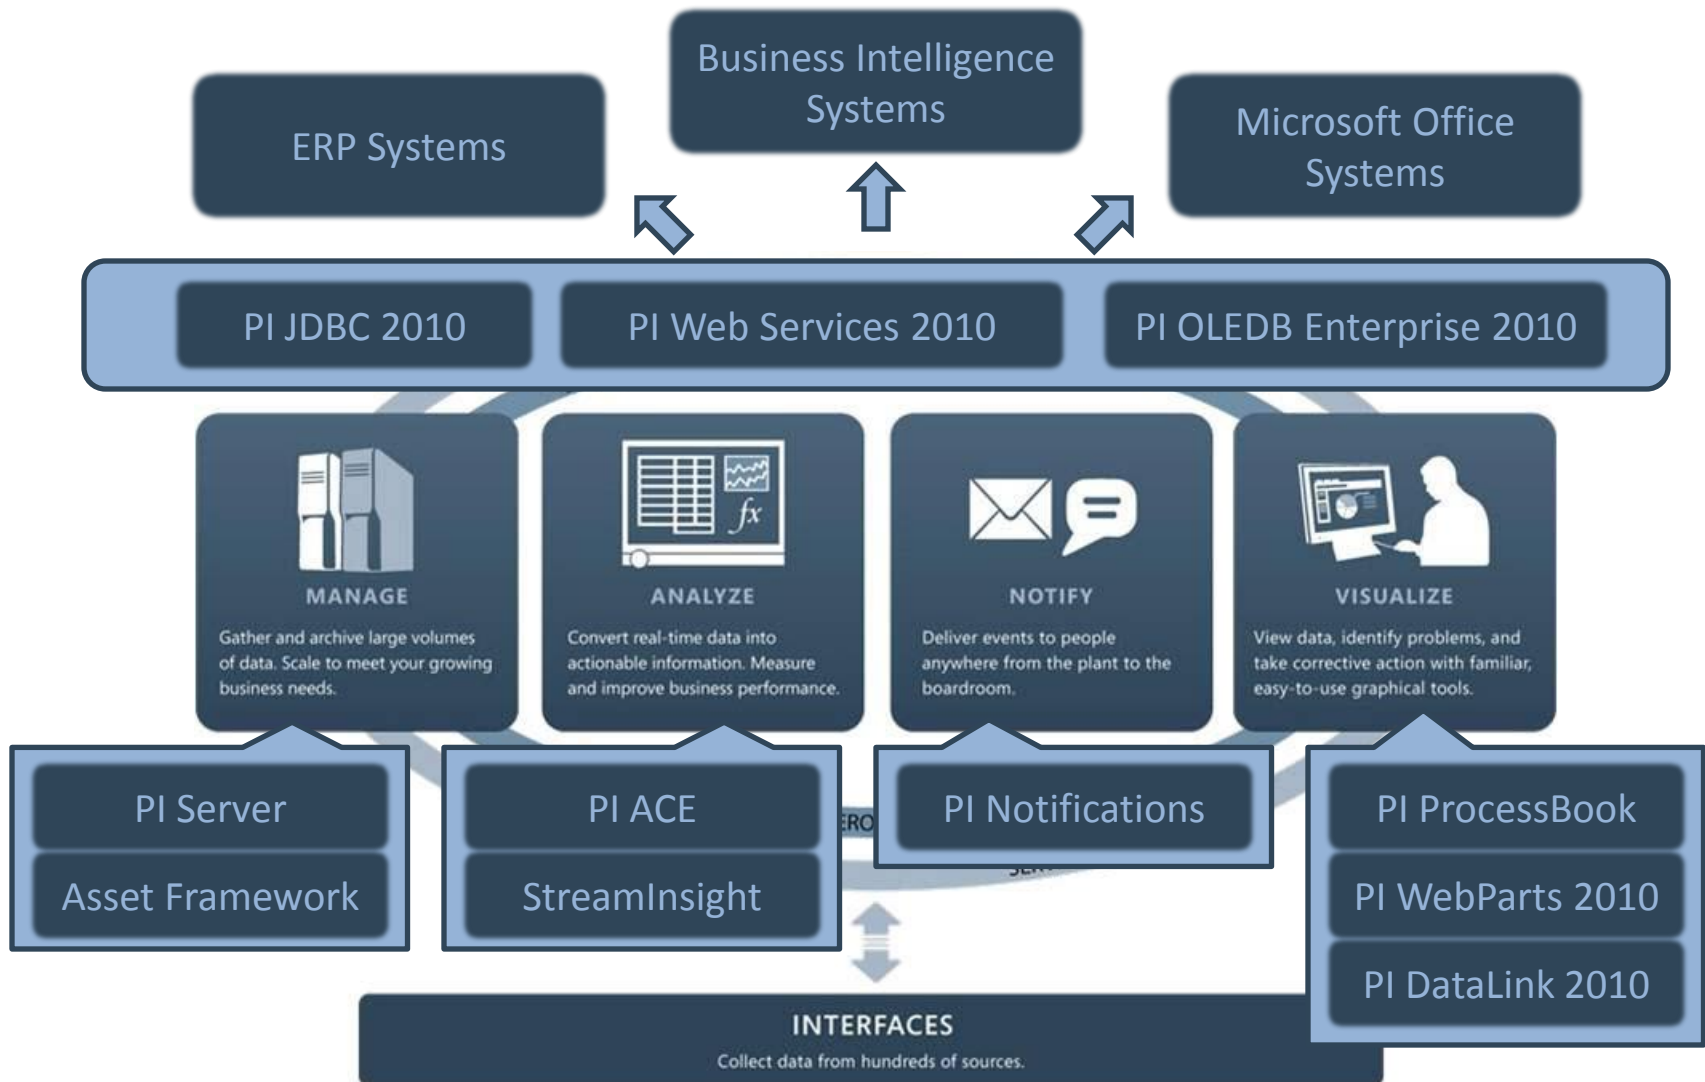 Business Intelligence
Systems
ERP Systems
Microsoft Office
Systems
PI JDBC 2010
PI Web Services 2010
PI OLEDB Enterprise 2010
fx
MANAGE
Gather and archive large volumes
of data. Scale to meet your growing
business needs.
ANALYZE
Convert real-time data into
actionable information. Measure
and improve business performance.
NOTIFY
Deliver events to people
anywhere from the plant to the
boardroom.
VISUALIZE
View data, identify problems, and
take corrective action with familiar,
easy-to-use graphical tools.
PI Server
Asset Framework
PI ACE
StreamInsight
PI Notifications
PI ProcessBook
PI WebParts 2010
PI DataLink 2010
INTERFACES
Collect data from hundreds of sources.